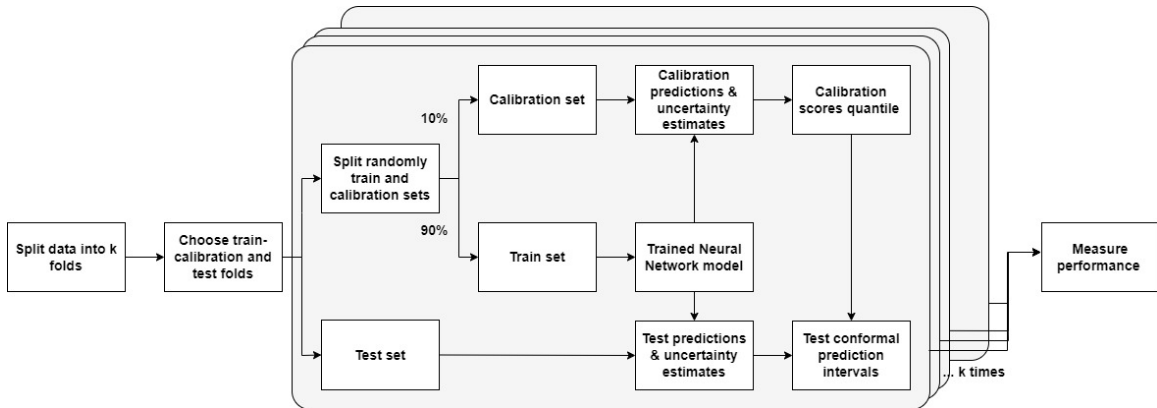 Split data into k
folds
Choose train-
calibration and
test folds
Split randomly
train and
calibration sets
10%
90%
Calibration set
Train set
Test set
Calibration
predictions &
uncertainty
estimates
Trained Neural
Network model
Test predictions
& uncertainty
estimates
Calibration
scores quantile
Test conformal
prediction
intervals
... k times
Measure
performance